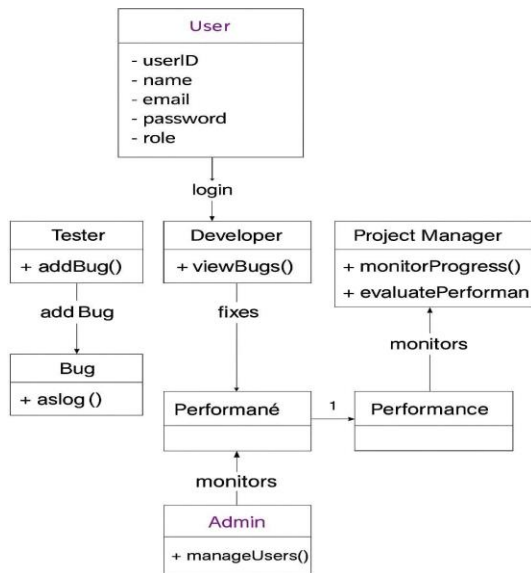 User
- userID
- name
- email
- password
- role
login
Tester
+ addBug()
Developer
+ viewBugs()
Project Manager
+ monitorProgress()
+ evaluatePerforman
add Bug
fixes
monitors
Bug
+ aslog ()
Performané
1
Performance
monitors
Admin
+ manageUsers()